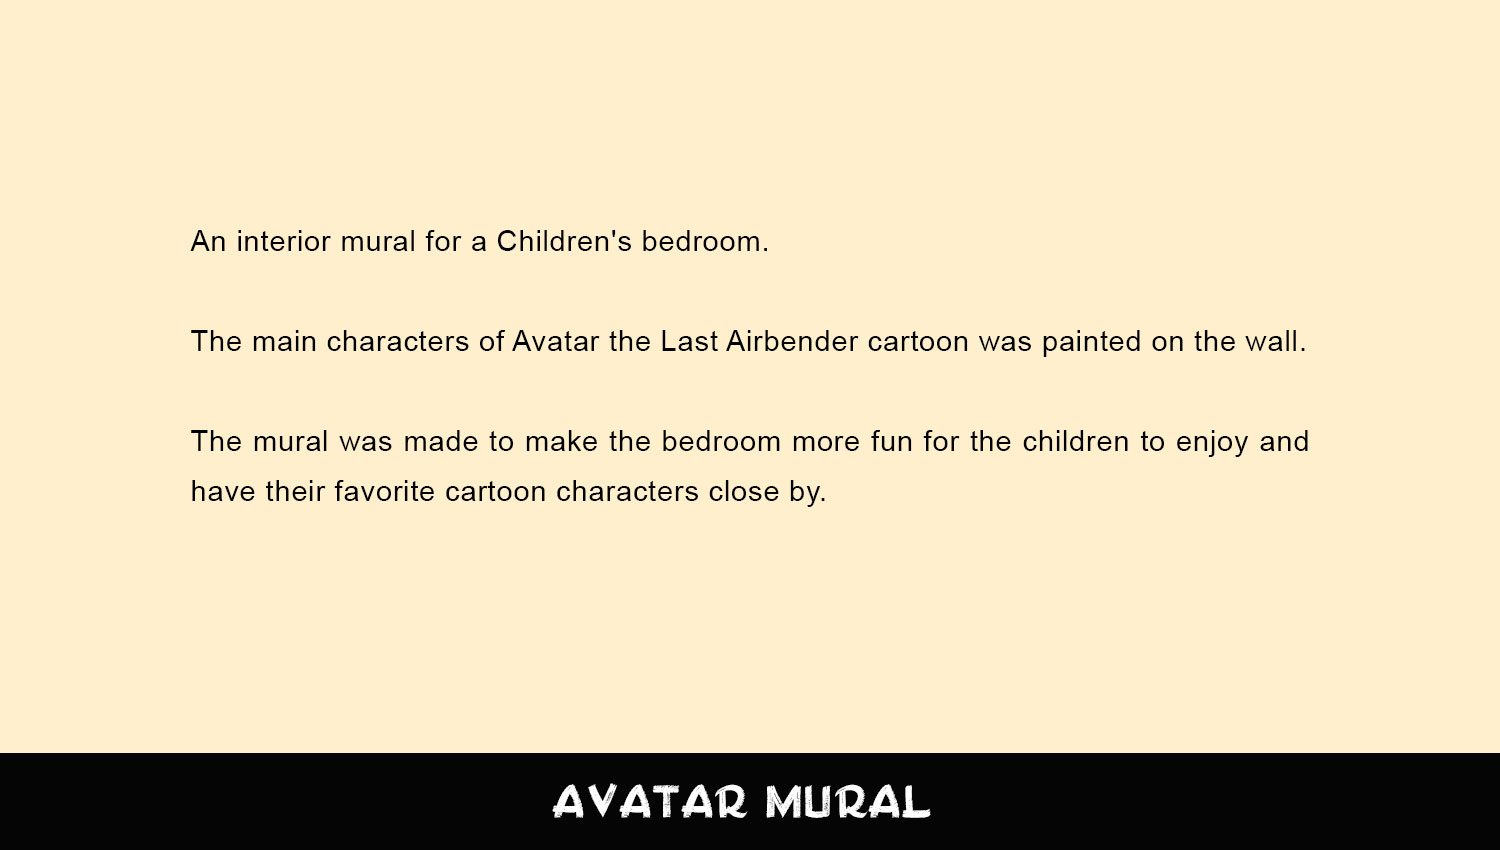 An interior mural for a Children's bedroom.
The main characters of Avatar the Last Airbender cartoon was painted on the wall.
The mural was made to make the bedroom more fun for the children to enjoy and
have their favorite cartoon characters close by.
AVATAR MURAL